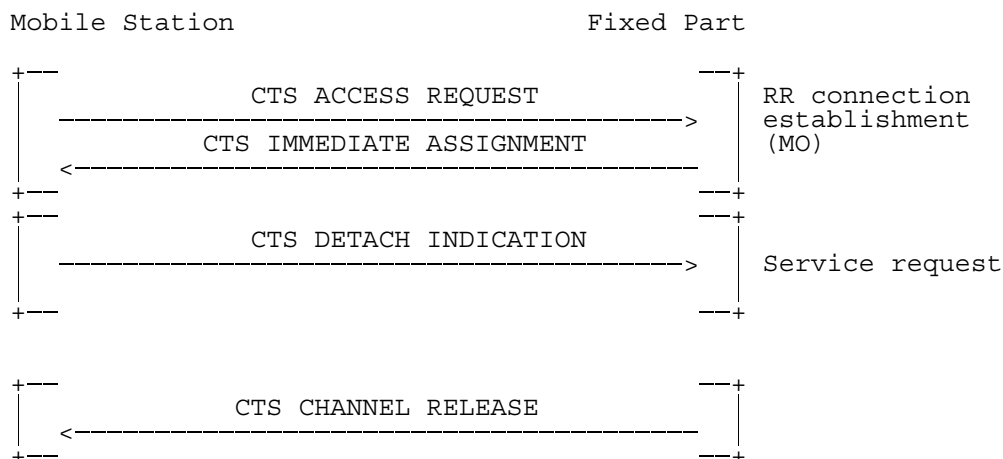 Mobile Station Fixed Part
CTS ACCESS REQUEST RR connection
establishment
CTS IMMEDIATE ASSIGNMENT (MO)
CTS DETACH INDICATION
Service request
CTS CHANNEL RELEASE